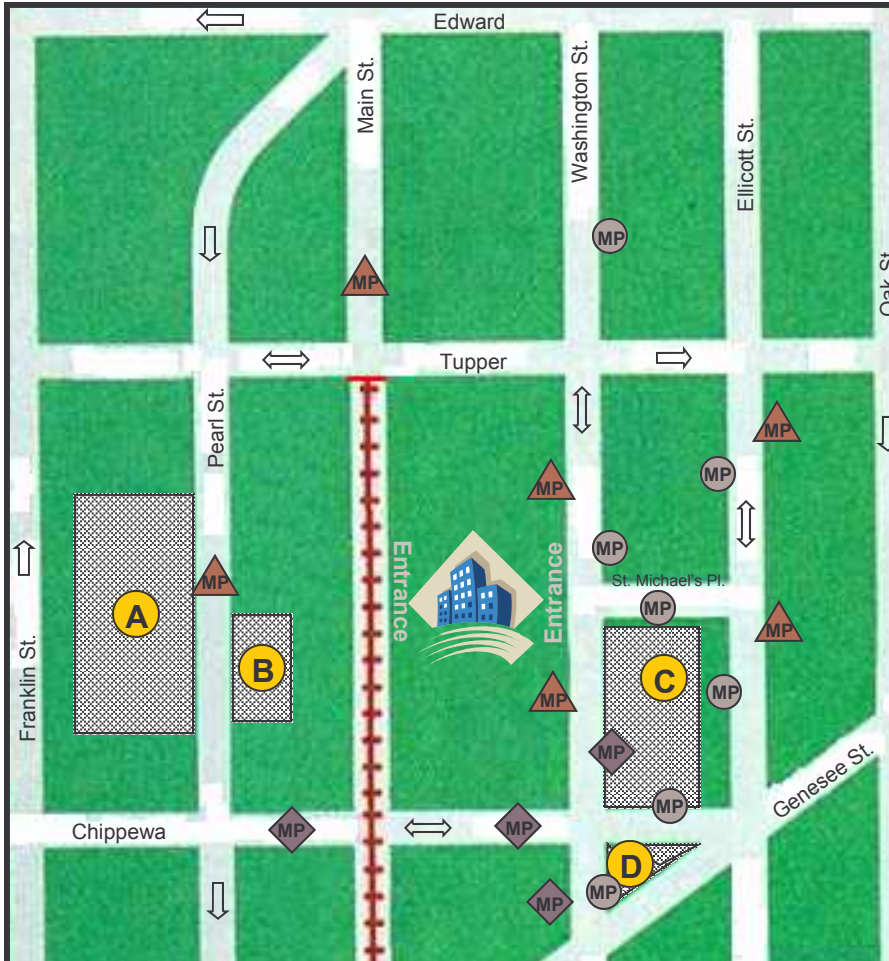 Edward
Main St.
Washington St.
Ellicott St.
MP
MP
Oak St.
Tupper
Pearl St.
MP
MP
MP
Entrance
Entrance
MP
St. Michael's Pl.
MP
MP
A
Franklin St.
B
MP
C
MP
MP
MP
Genesee St.
MP
Chippewa
MP
MP
D
MP
MP